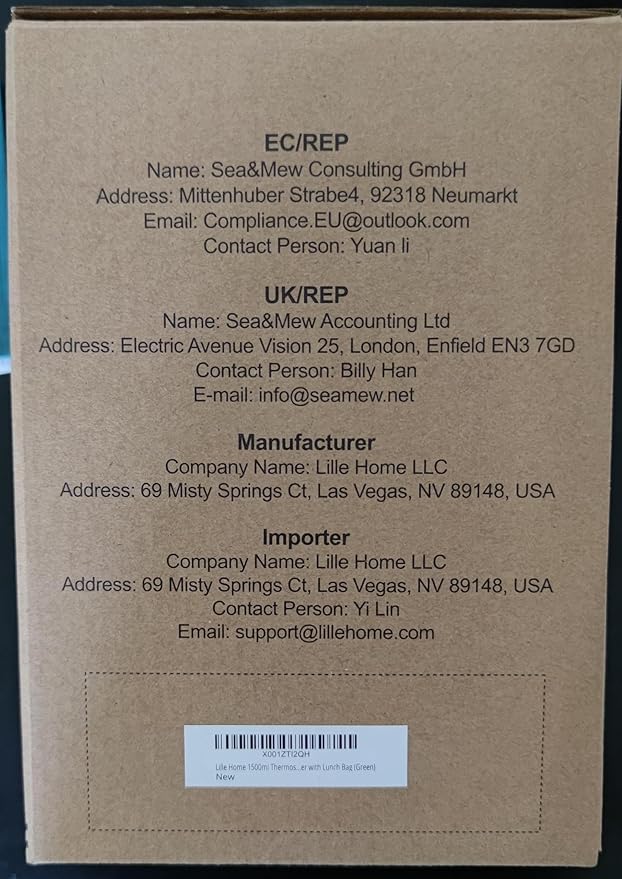 EC/REP
Name: Sea&Mew Consulting GmbH
Address: Mittenhuber Strabe4, 92318 Neumarkt
Email: Compliance.EU@outlook.com
Contact Person: Yuan li
UK/REP
Name: Sea&Mew Accounting Ltd
Address: Electric Avenue Vision 25, London, Enfield EN3 7GD
Contact Person: Billy Han
E-mail: info@seamew.net
Manufacturer
Company Name: Lille Home LLC
Address: 69 Misty Springs Ct, Las Vegas, NV 89148, USA
Importer
Company Name: Lille Home LLC
Address: 69 Misty Springs Ct, Las Vegas, NV 89148, USA
Contact Person: Yi Lin
Email: support@lillehome.com
X001ZTI2QH
Lille Home 1500ml Thermos...er with Lunch Bag (Green)
New